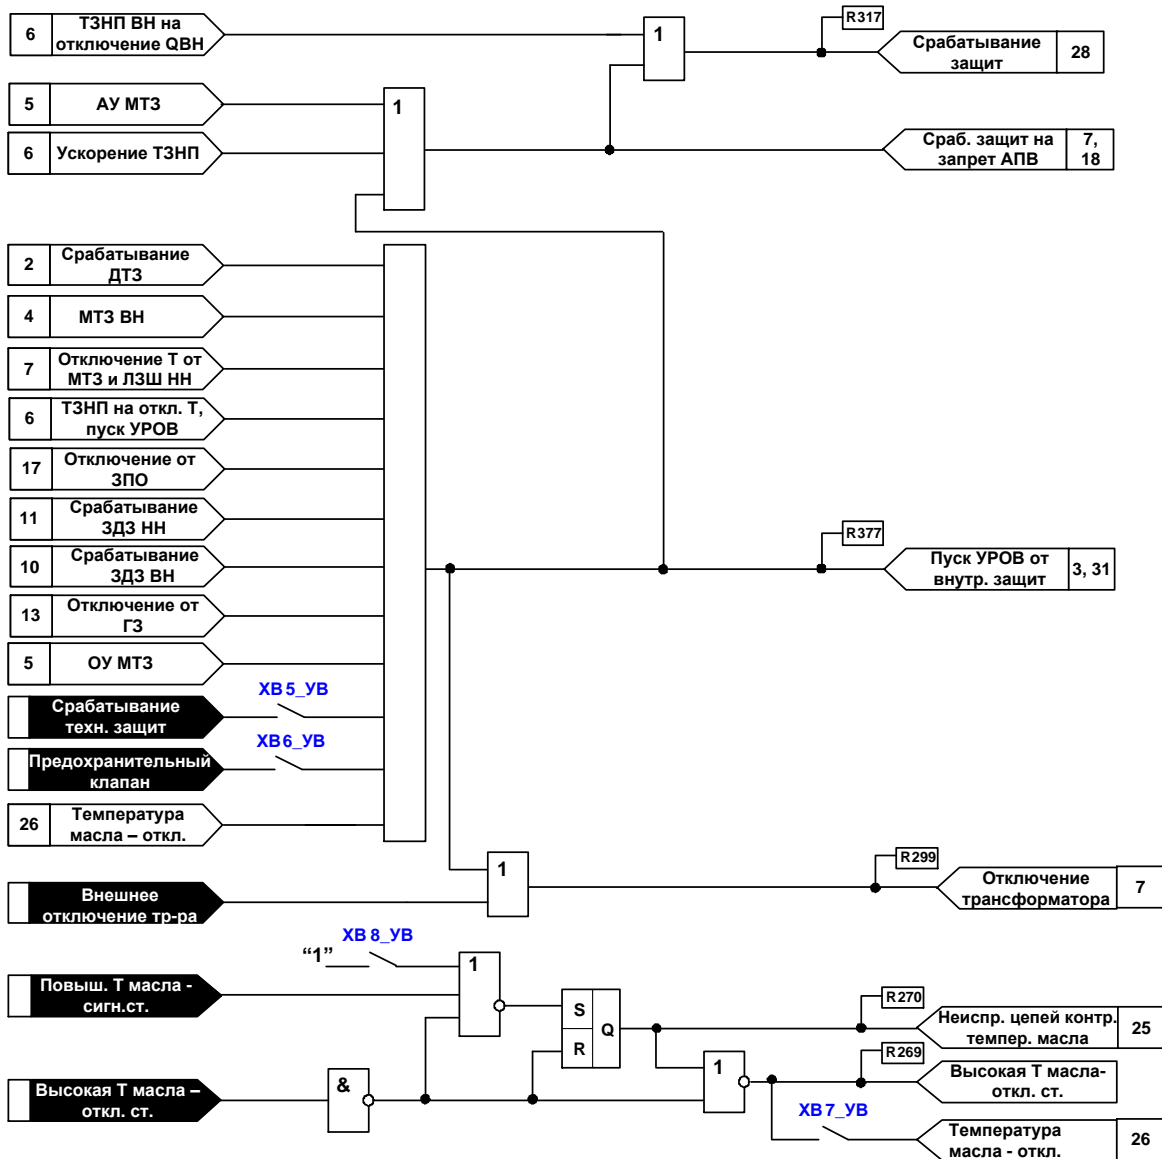 R317
6
ТЗНП ВН на
отключение QВН
1
Срабатывание
защит
28
5
АУ МТЗ
1
6
Ускорение ТЗНП
Сраб. защит на
запрет АПВ
7,
18
2
Срабатывание
ДТЗ
4
МТЗ ВН
7
Отключение Т от
МТЗ и ЛЗШ НН
6
ТЗНП на откл. Т,
пуск УРОВ
17
Отключение от
ЗПО
11
Срабатывание
ЗДЗ НН
R377
10
Срабатывание
ЗДЗ ВН
Пуск УРОВ от
внутр. защит
3, 31
13
Отключение от
ГЗ
5
ОУ МТЗ
ХВ5_УВ
Срабатывание
техн. защит
ХВ6_УВ
Предохранительный
клапан
26
Температура
масла – откл.
1
R299
Отключение
трансформатора
7
Внешнее
отключение тр-ра
ХВ8_УВ
“1”
1
Повыш. Т масла -
сигн.ст.
S
R
Q
R270
Неиспр. цепей контр.
темпер. масла
25
R269
1
Высокая Т масла-
откл. ст.
Высокая Т масла –
откл. ст.
&
ХВ7_УВ
Температура
масла - откл.
26